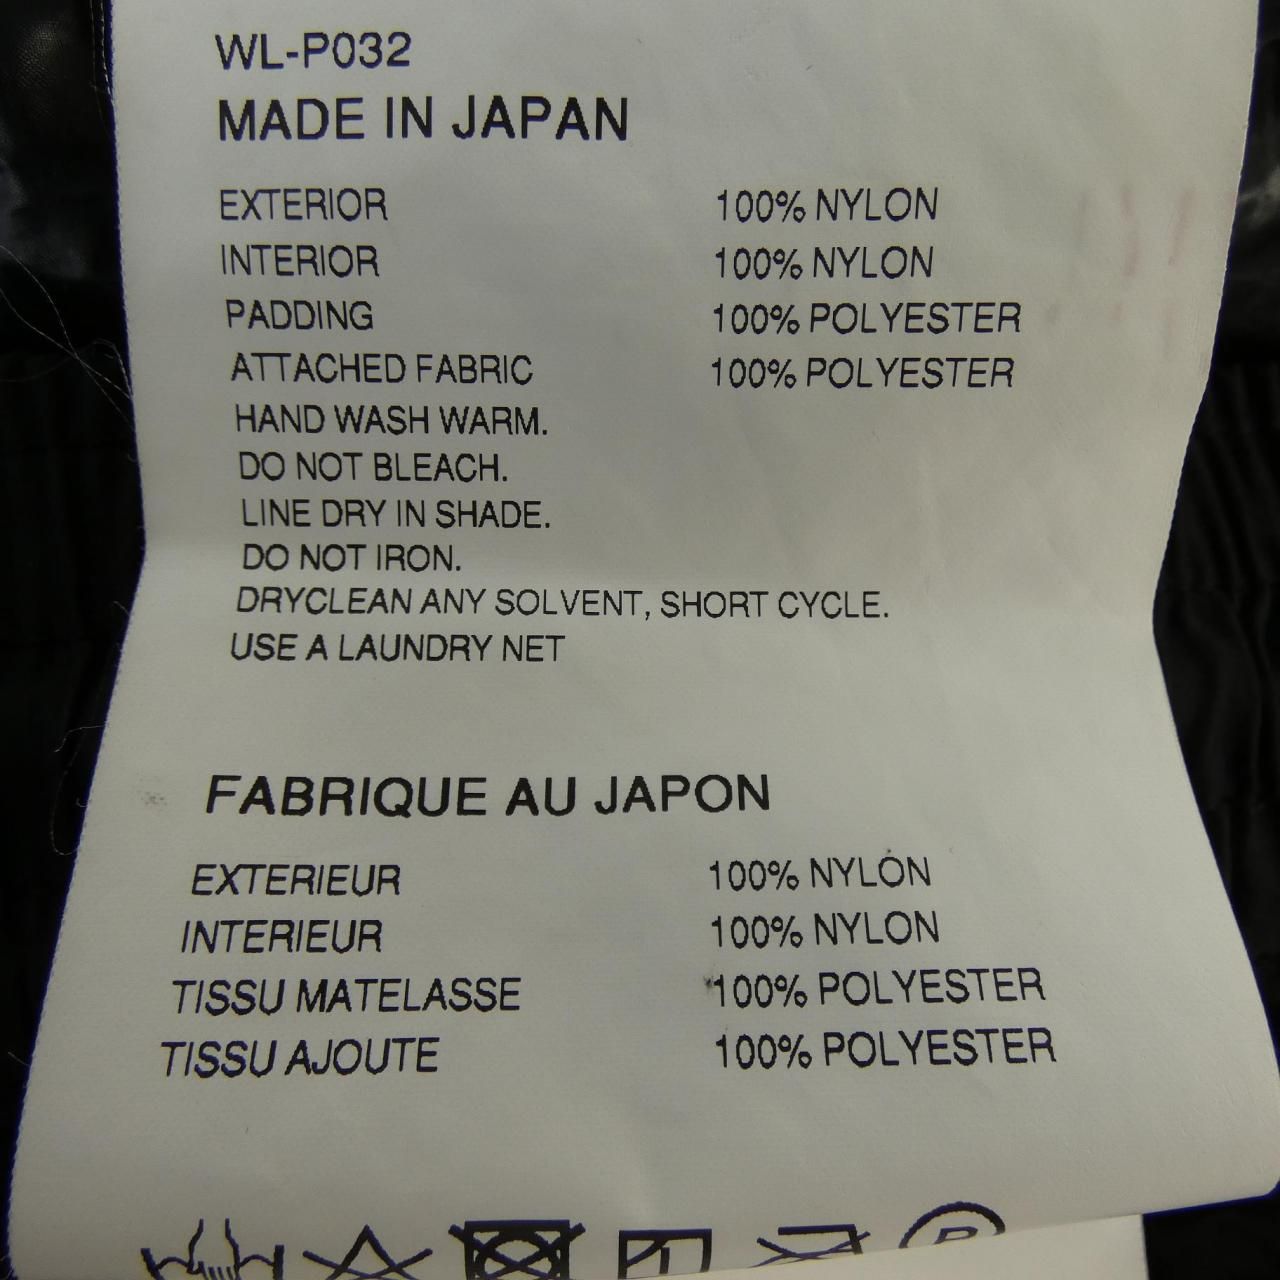 WL-P032
MADE IN JAPAN
EXTERIOR 100% NYLON
INTERIOR 100% NYLON
PADDING 100% POLYESTER
ATTACHED FABRIC 100% POLYESTER
HAND WASH WARM.
DO NOT BLEACH.
LINE DRY IN SHADE.
DO NOT IRON.
DRYCLEAN ANY SOLVENT, SHORT CYCLE.
USE A LAUNDRY NET
FABRIQUE AU JAPON
EXTERIEUR 100% NYLON
INTERIEUR 100% NYLON
TISSU MATELASSE 100% POLYESTER
TISSU AJOUTE 100% POLYESTER
P